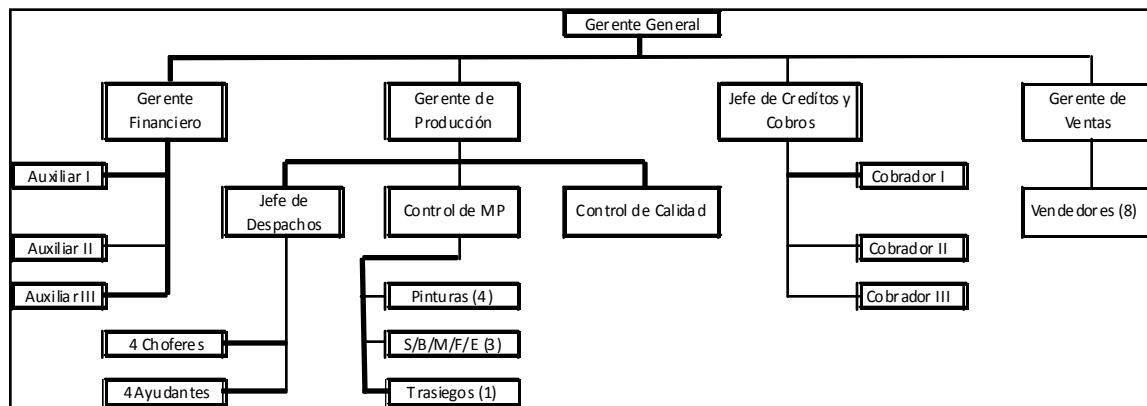 Gerente General
Gerente
Financiero
Gerente de
Producción
Jefe de Credítos y
Cobros
Gerente de
Ventas
Auxiliar I
Cobrador I
Jefe de
Despachos
Control de MP
Control de Calidad
Vendedores (8)
Auxiliar II
Cobrador II
Auxiliar III
Pinturas (4)
Cobrador III
4 Choferes
S/B/M/F/E (3)
4 Ayudantes
Trasiegos (1)